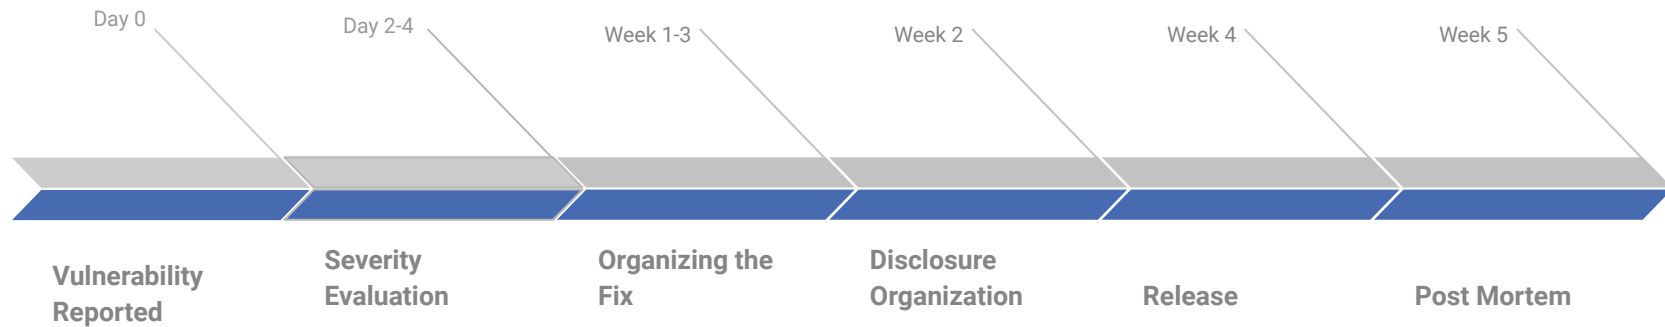 Day 0
Day 2-4
Week 1-3
Week 2
Week 4
Week 5
Vulnerability
Reported
Severity
Evaluation
Organizing the
Fix
Disclosure
Organization
Release
Post Mortem